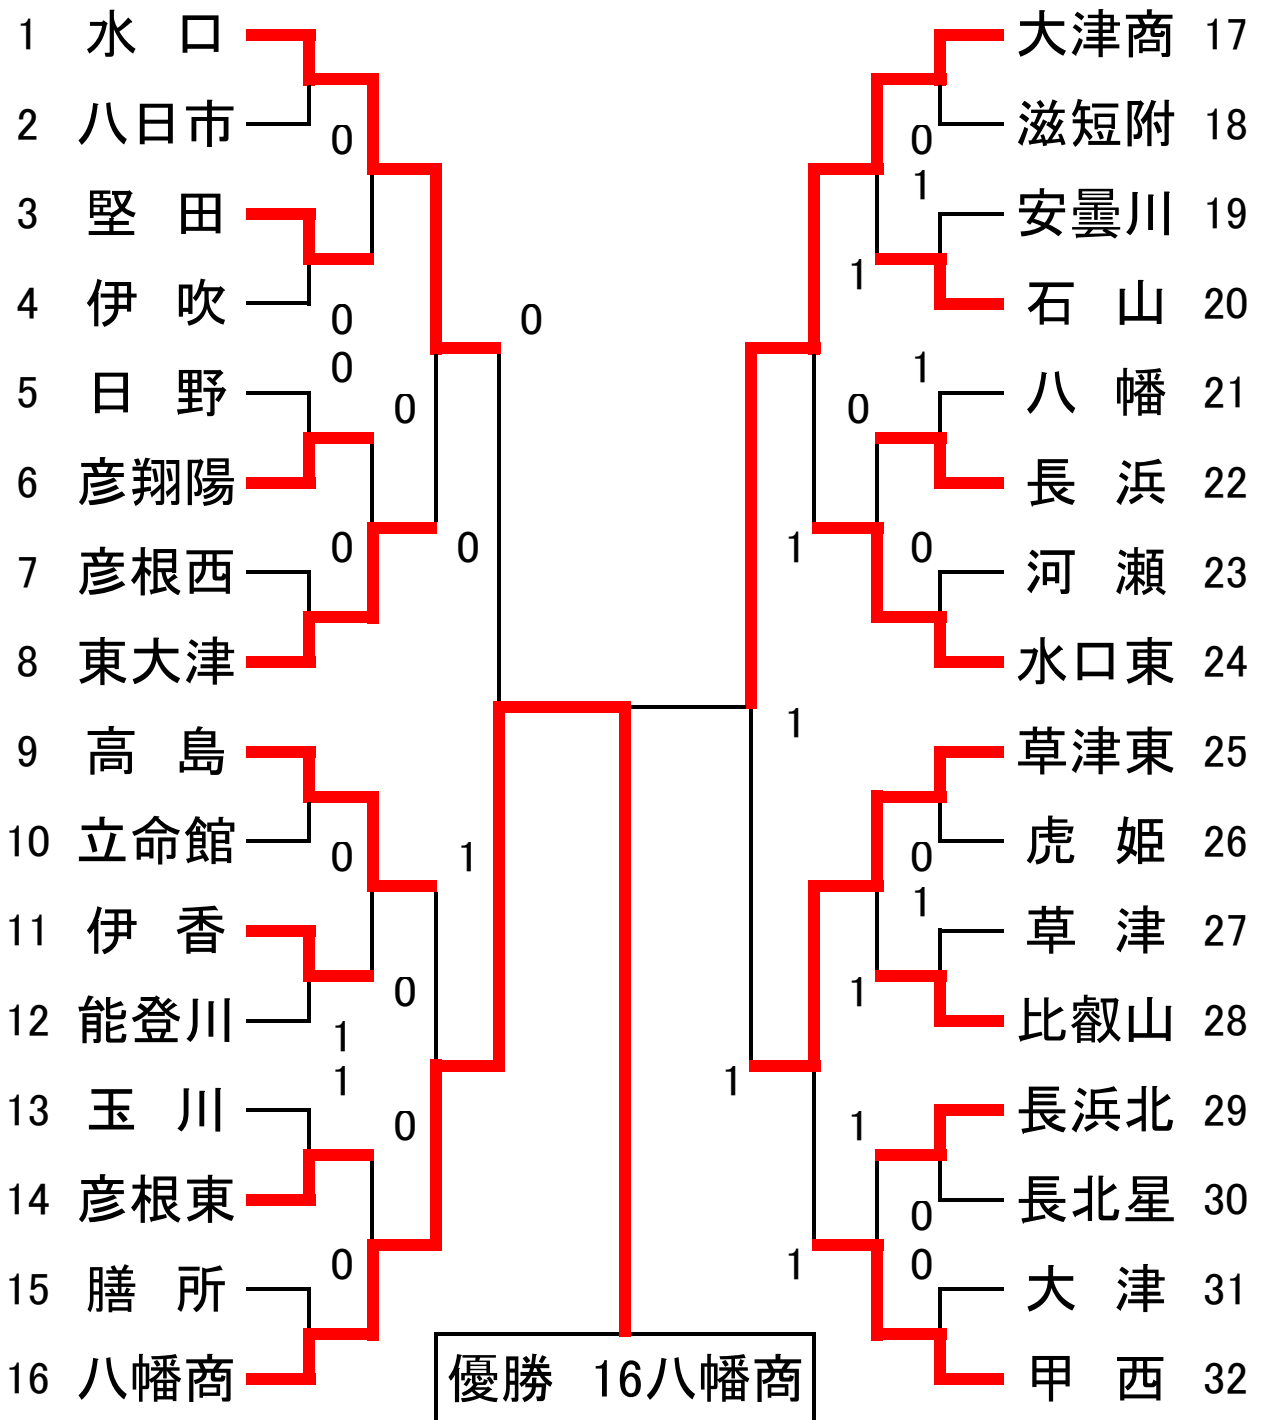 1 水 口
2 八日市
0
3 堅 田
4 伊 吹
0
0
5 日 野
0
6 彦翔陽
0
7 彦根西
0
8 東大津
0
9 高 島
10 立命館
0
1
11 伊 香
0
12 能登川
1
1
13 玉 川
0
14 彦根東
0
15 膳所
16 八幡商
大津商 17
滋短附 18
0
1
安曇川 19
1
石 山 20
1
八 幡 21
0
長 浜 22
1
0
河 瀬 23
水口東 24
1
草津東 25
虎 姫 26
0
1
草 津 27
1
比叡山 28
1
1
長浜北 29
長北星 30
0
1
0
大 津 31
甲 西 32
優勝 16八幡商